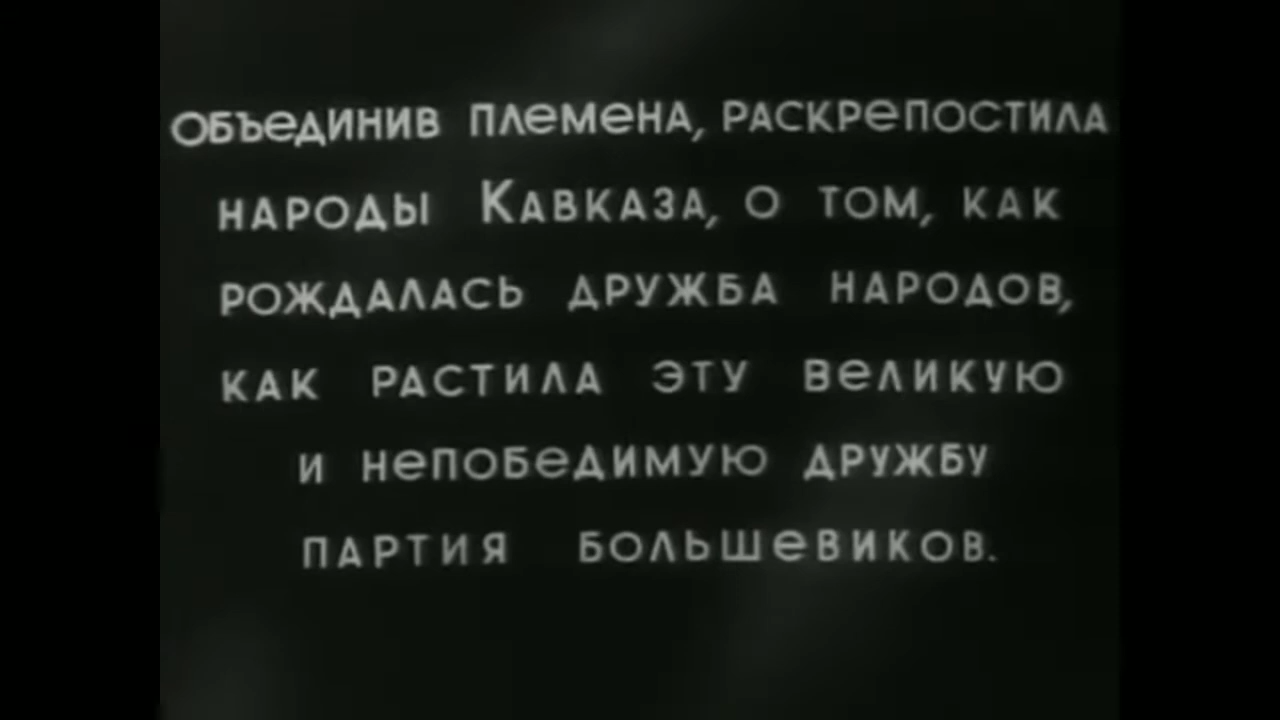 ОБЪЕДИНИВ ПЛЕМЕНА, РАСКРЕПОСТИЛА
НАРОДЫ КАВКАЗА, О ТОМ, КАК
РОЖДАЛАСЬ ДРУЖБА НАРОДОВ,
КАК РАСТИЛА ЭТУ ВЕЛИКУЮ
И НЕПОБЕДИМУЮ ДРУЖБУ
ПАРТИЯ БОЛЬШЕВИКОВ.